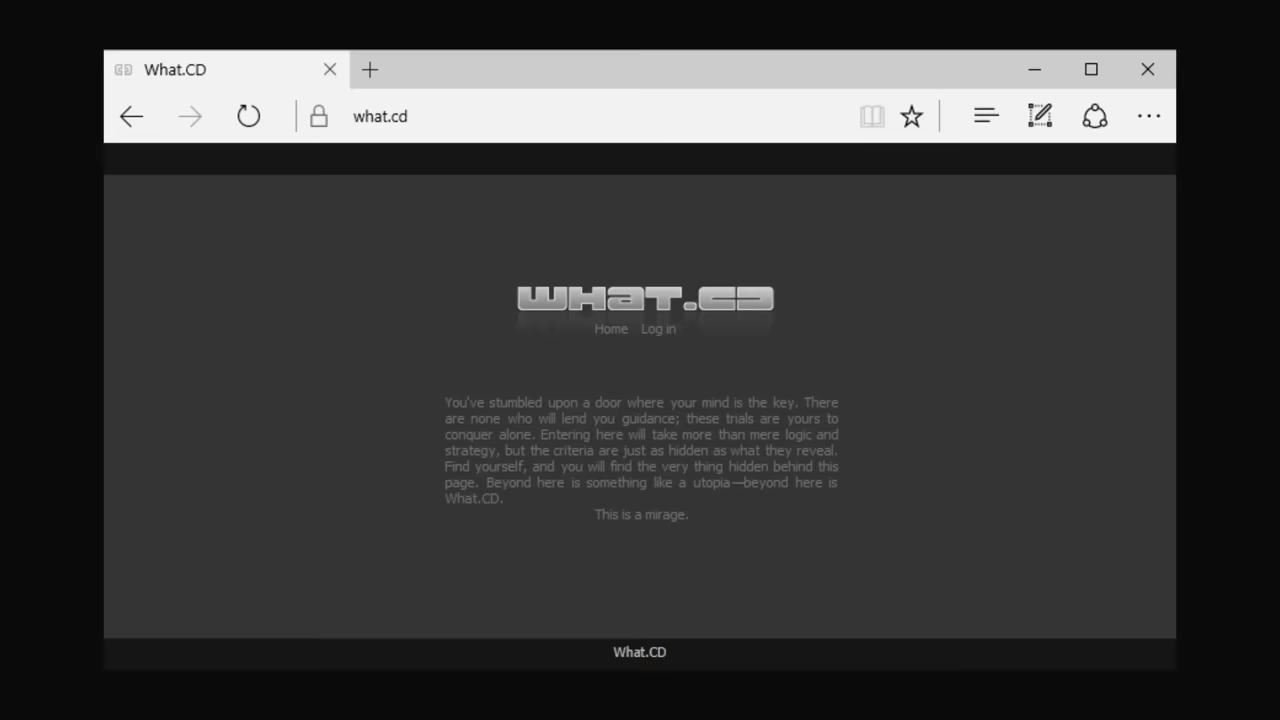 What.CD
what.cd
WHAT.CD
Home Log in
You've stumbled upon a door where your mind is the key. There
are none who will lend you guidance; these trials are yours to
conquer alone. Entering here will take more than mere logic and
strategy, but the criteria are just as hidden as what they reveal.
Find yourself, and you will find the very thing hidden behind this
page. Beyond here is something like a utopia—beyond here is
What.CD.
This is a mirage.
What.CD